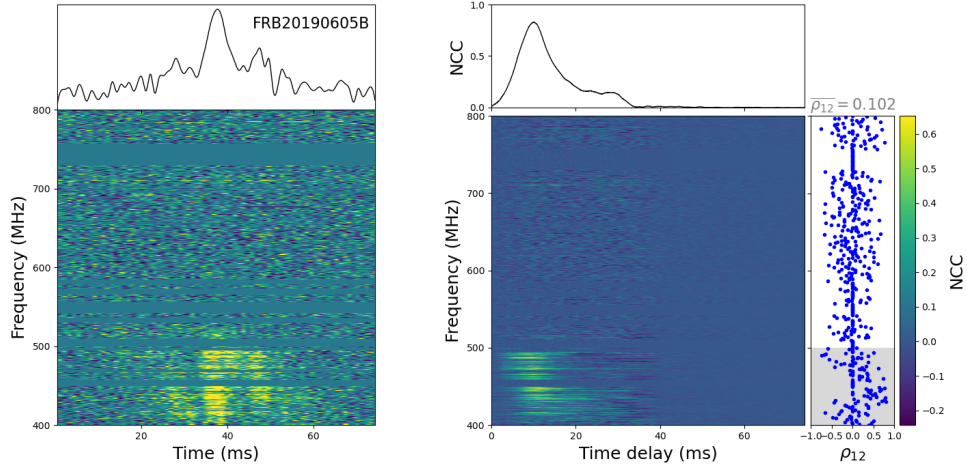 FRB20190605B
800
700
600
500
400
Frequency (MHz)
20
40
60
Time (ms)
1.0
0.5
0.0
NCC
800
700
600
500
400
Frequency (MHz)
0
20
40
60
Time delay (ms)
ρ12 = 0.102
-1.0-0.5 0.0 0.5 1.0
ρ12
0.6
0.5
0.4
0.3
0.2
0.1
0.0
-0.1
-0.2
NCC